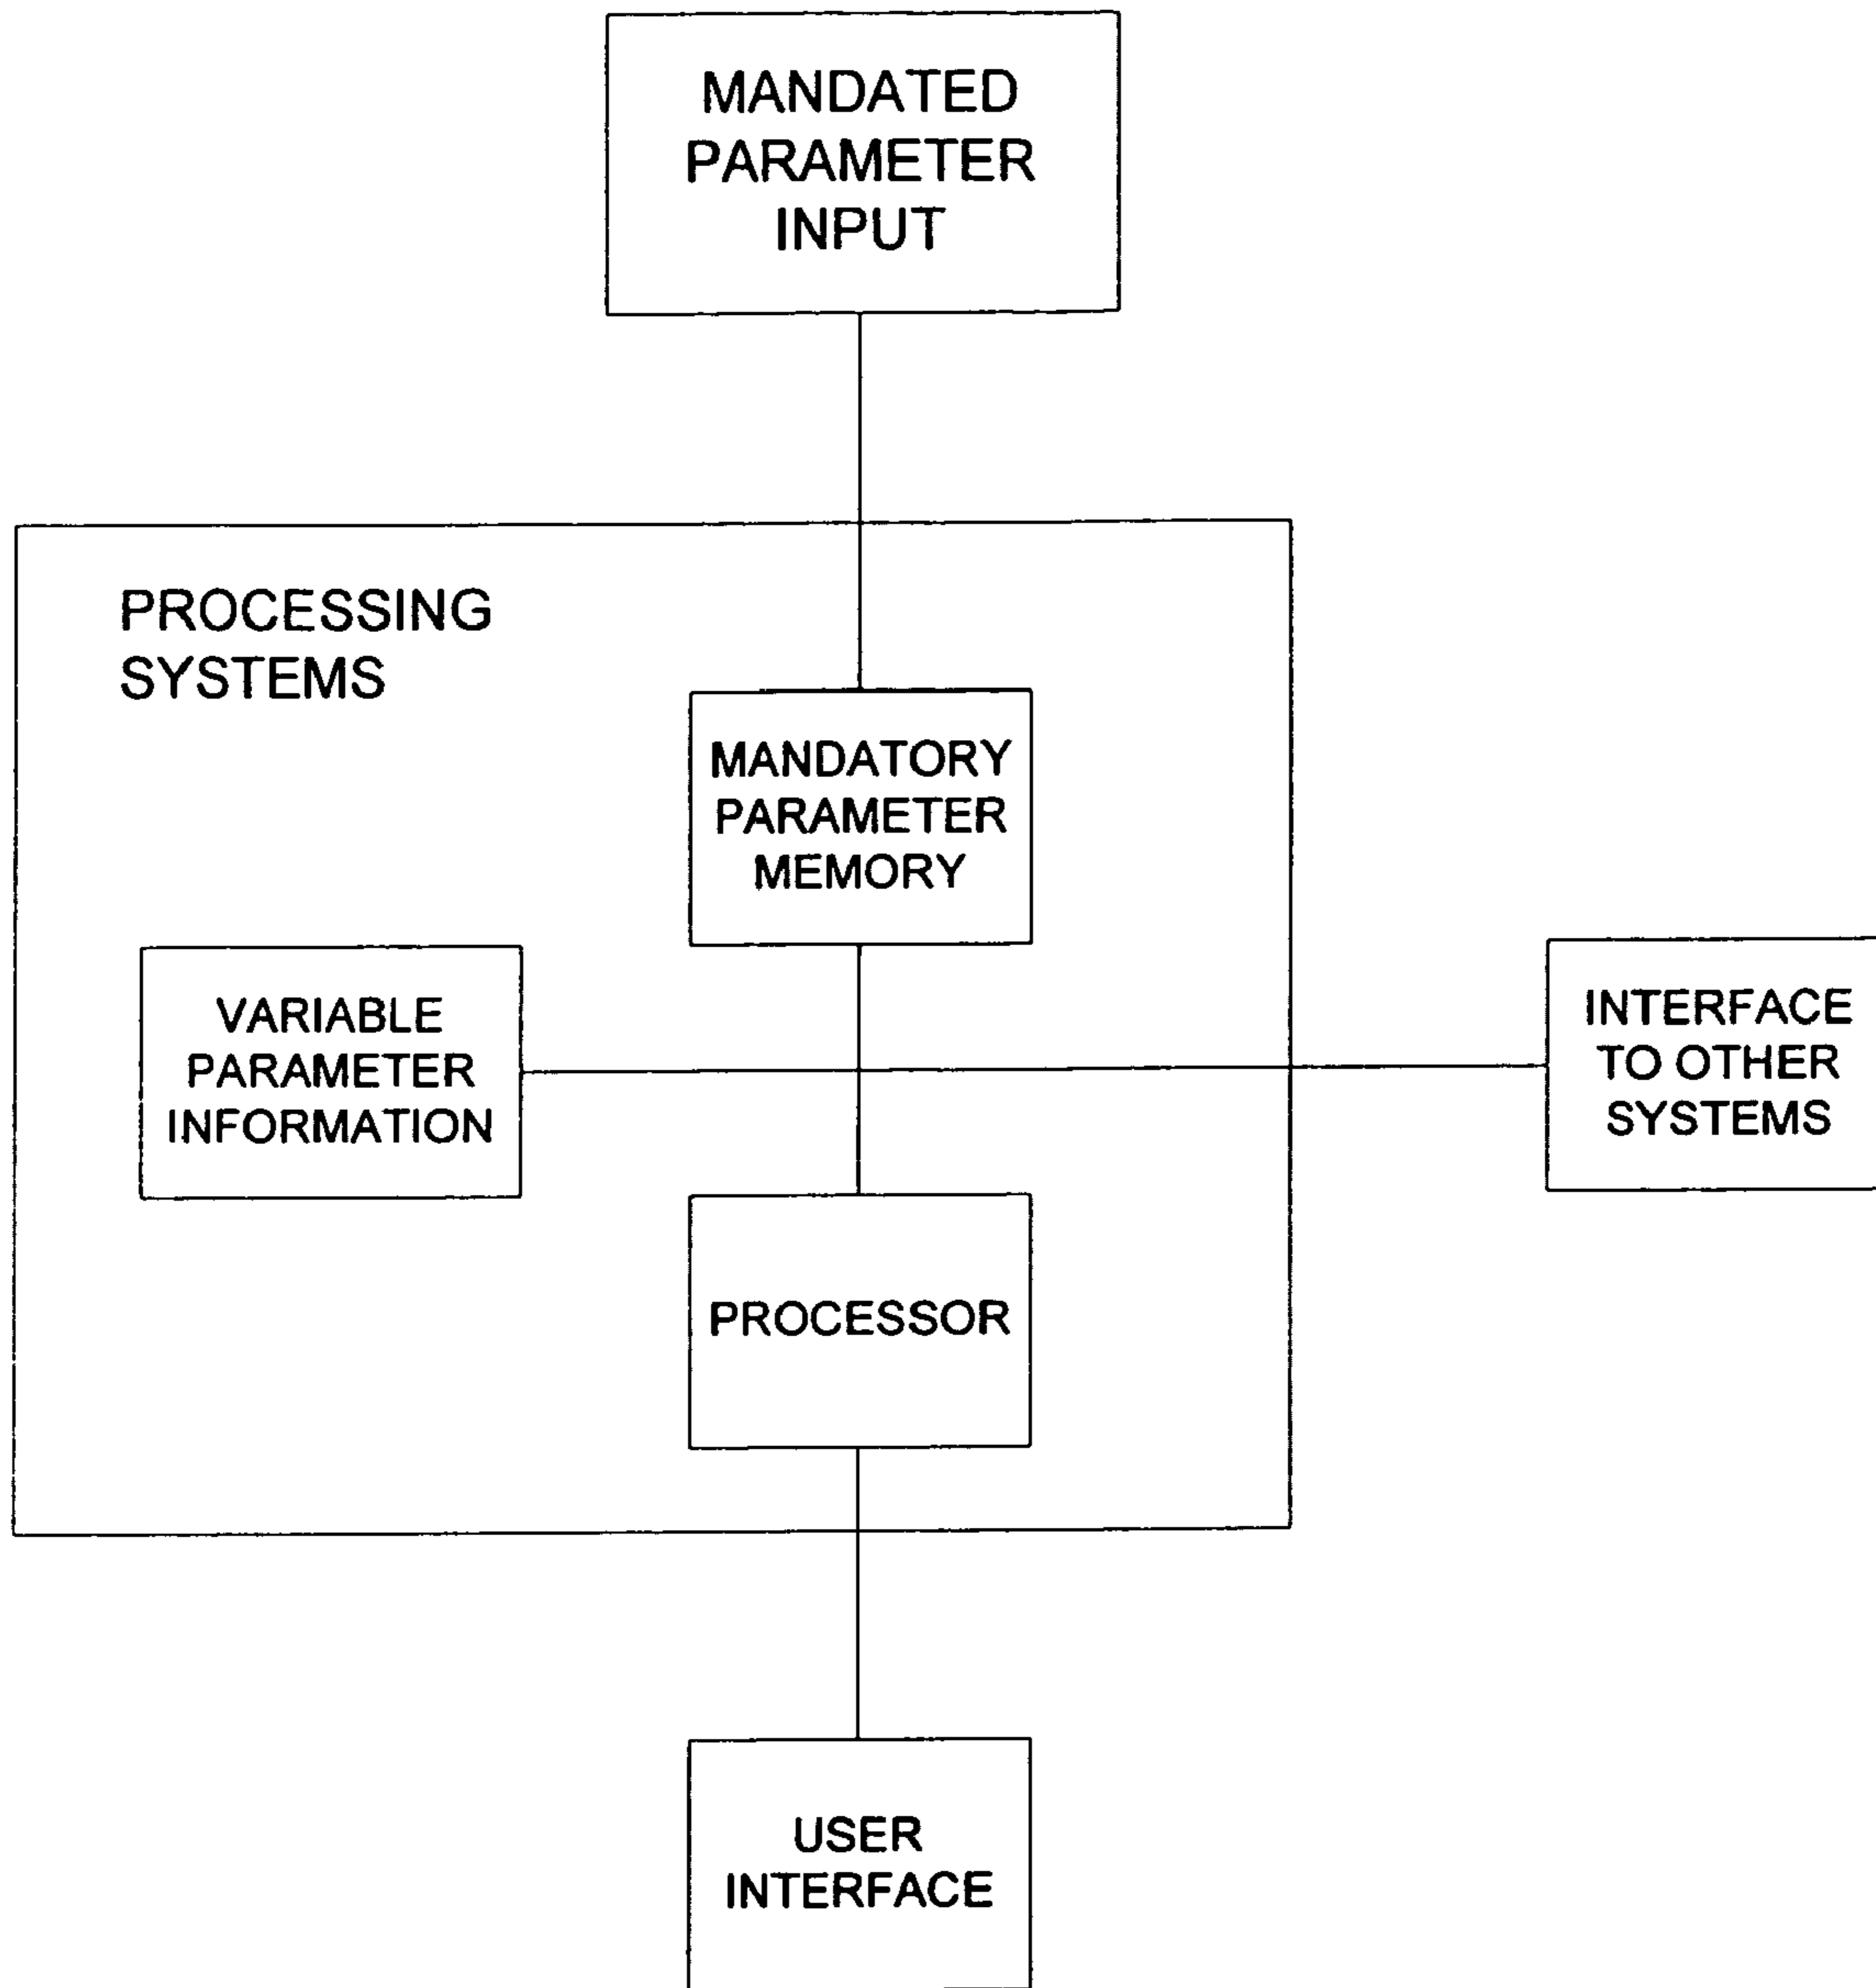 MANDATED
PARAMETER
INPUT
PROCESSING
SYSTEMS
MANDATORY
PARAMETER
MEMORY
VARIABLE
PARAMETER
INFORMATION
INTERFACE
TO OTHER
SYSTEMS
PROCESSOR
USER
INTERFACE